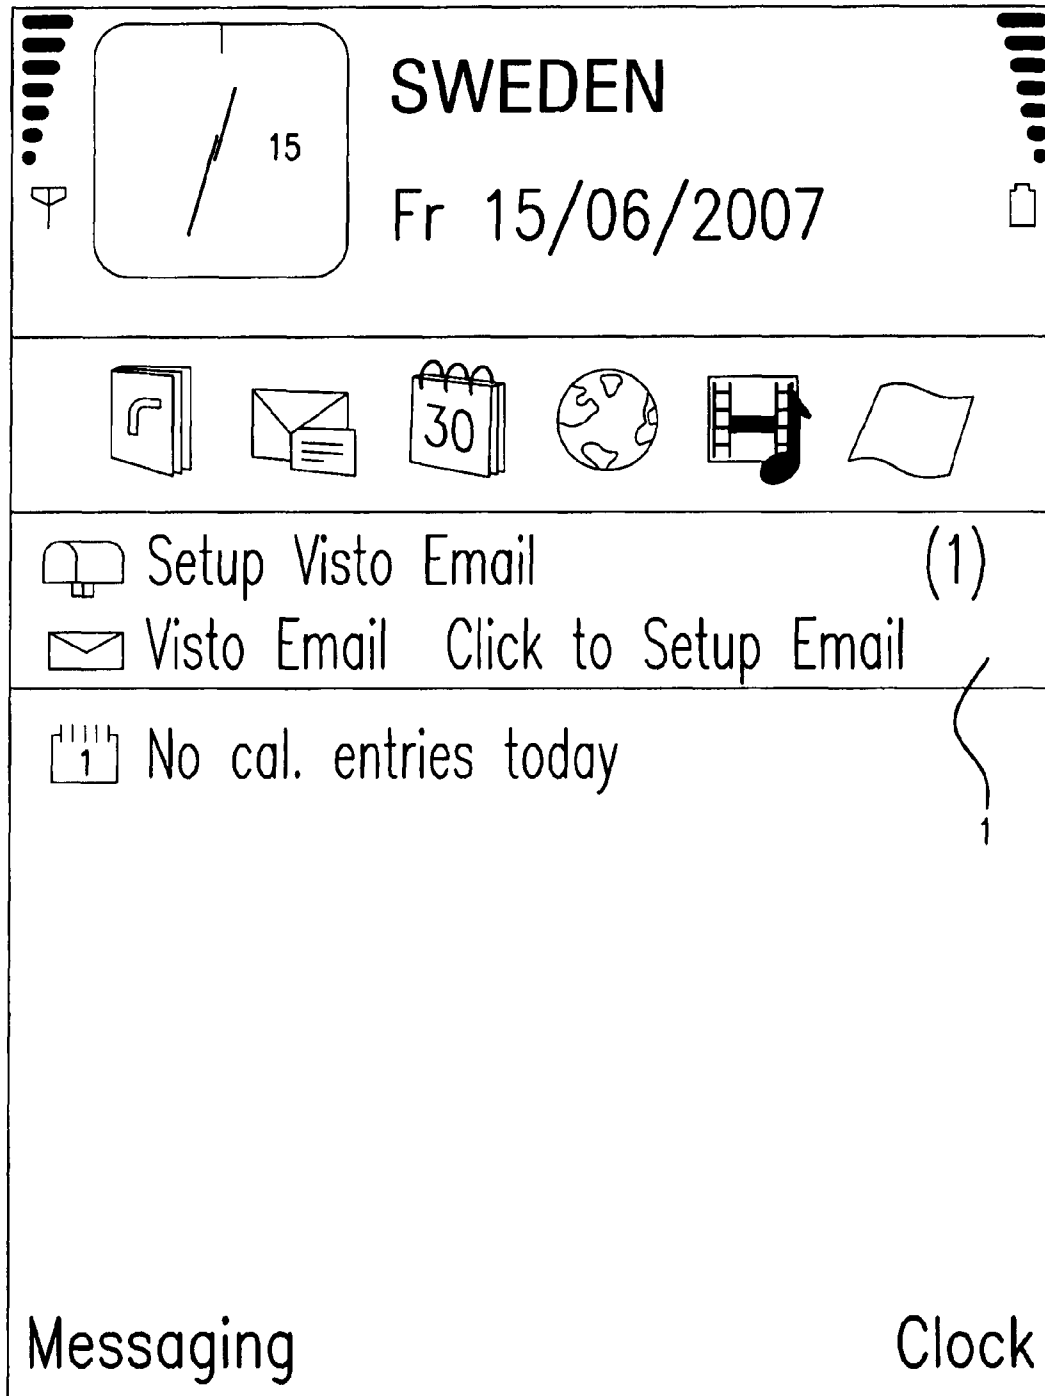 SWEDEN
15
Fr 15/06/2007
30
Setup Visto Email (1)
Visto Email Click to Setup Email
1 No cal. entries today
1
Messaging Clock